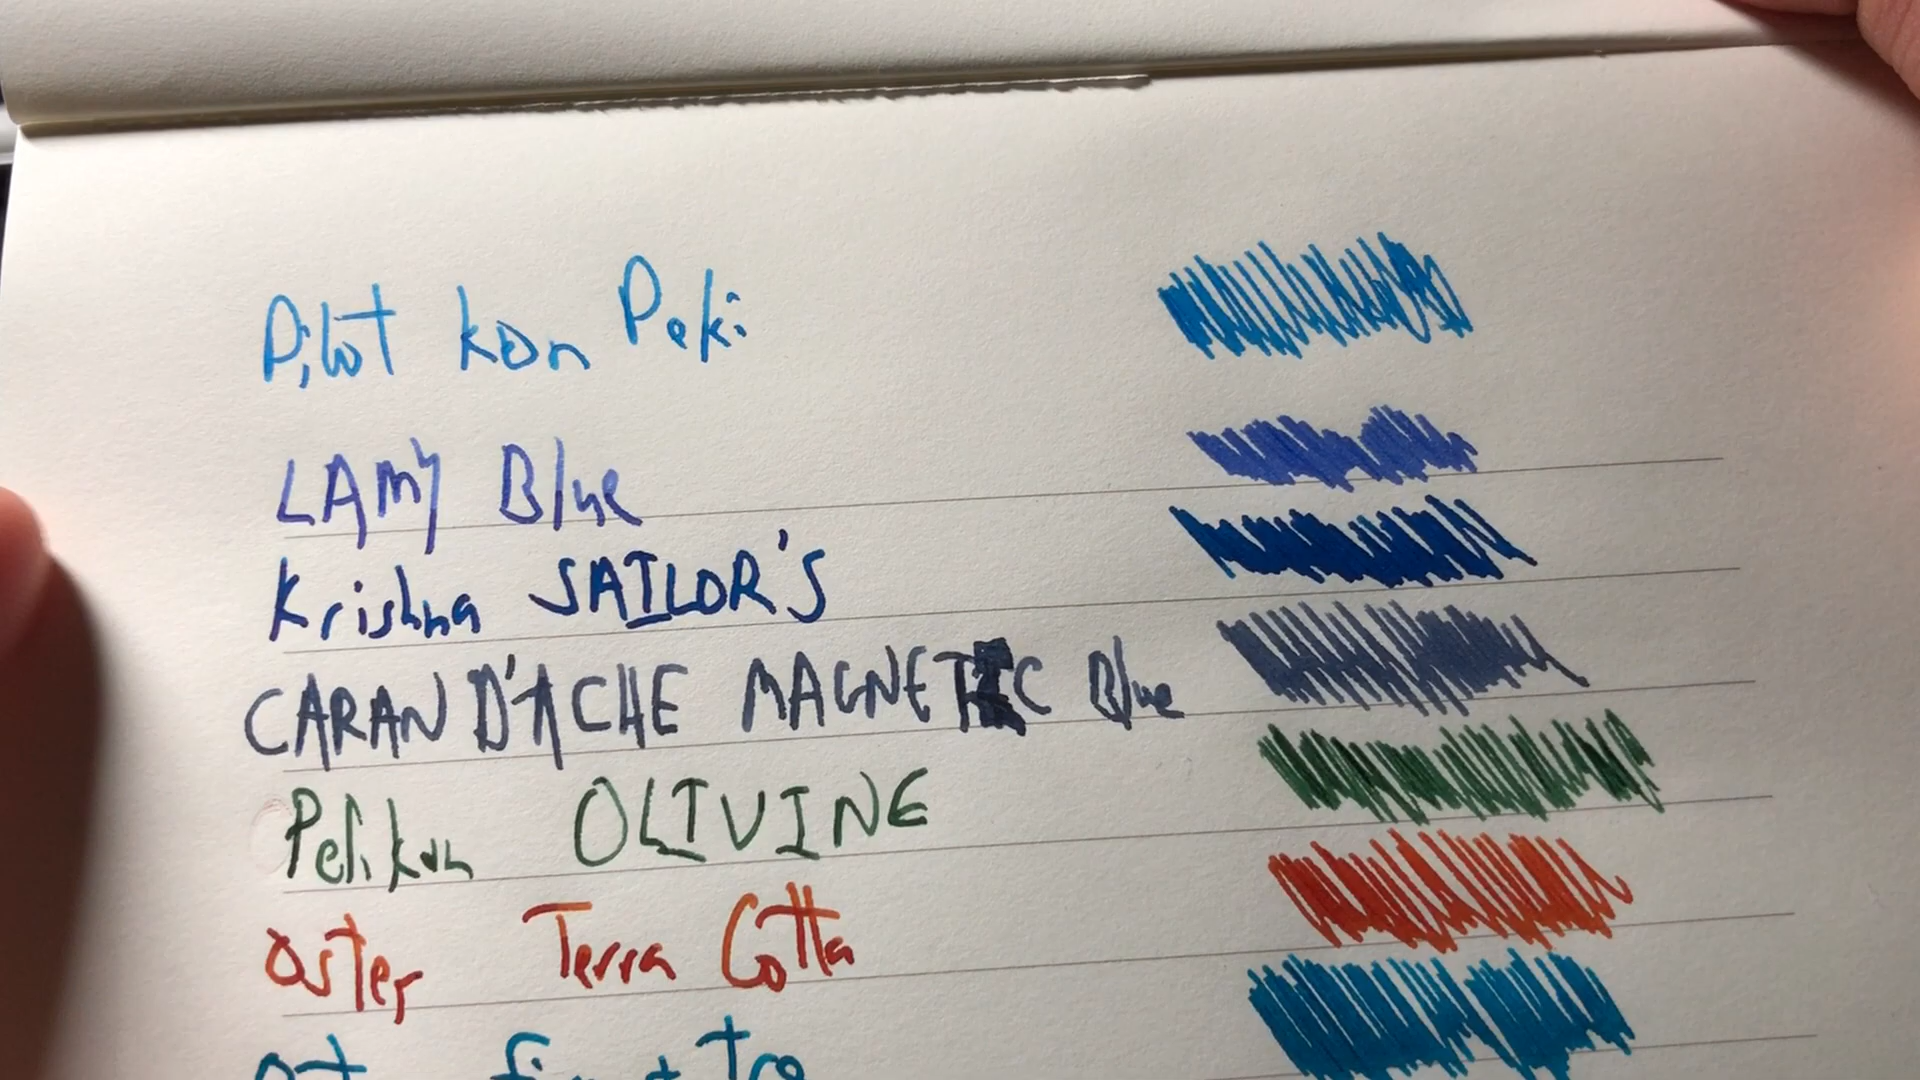 Pilot kon Peki
LAMY Blue
Krishna SAILOR'S
CARAN D'ACHE MAGNETIC Blue
Pelikan OLIVINE
Oster Terra Cotta